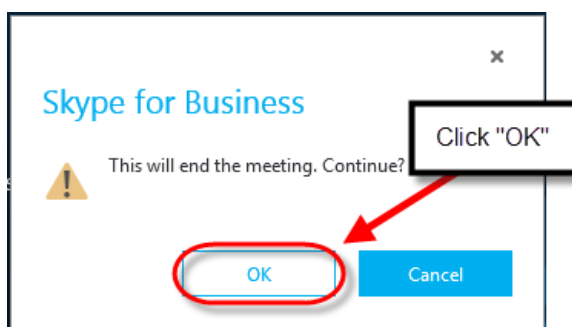 Skype for Business
Click "OK"
This will end the meeting. Continue?
OK
Cancel